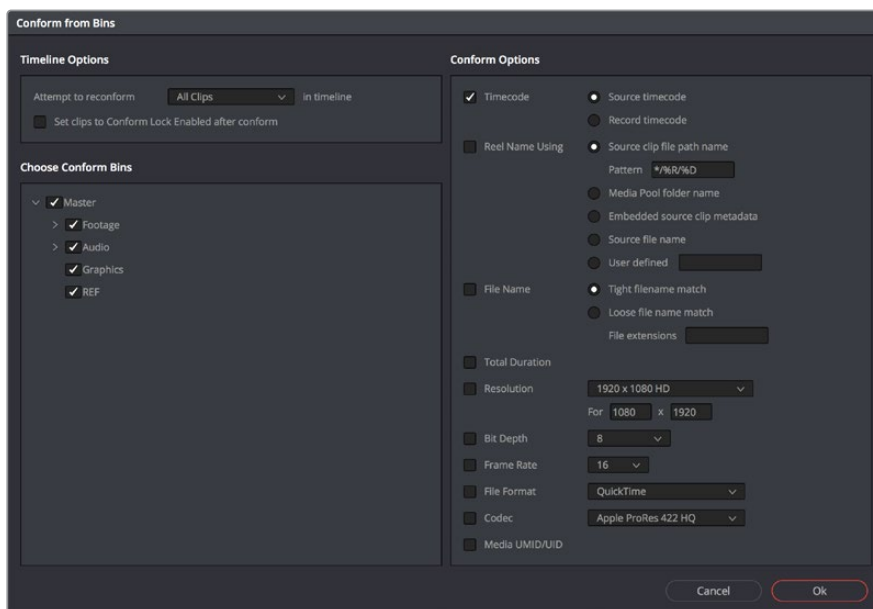 Conform from Bins
Timeline Options
Attempt to reconform All Clips in timeline
Set clips to Conform Lock Enabled after conform
Choose Conform Bins
Master
Footage
Audio
Graphics
REF
Conform Options
Timecode Source timecode
Record timecode
Reel Name Using Source clip file path name
Pattern */%R/%D
Media Pool folder name
Embedded source clip metadata
Source file name
User defined
File Name Tight filename match
Loose file name match
File extensions
Total Duration
Resolution 1920 x 1080 HD
For 1080 x 1920
Bit Depth 8
Frame Rate 16
File Format QuickTime
Codec Apple ProRes 422 HQ
Media UMID/UID
Cancel Ok